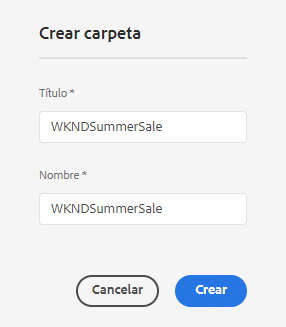 Crear carpeta
Título *
WKNDSummerSale
Nombre *
WKNDSummerSale
Cancelar
Crear